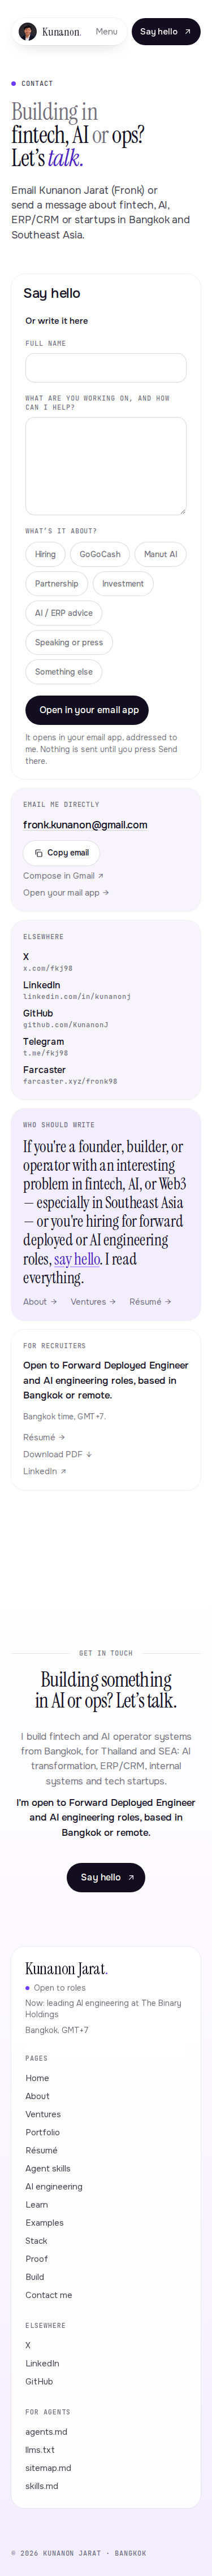 Kunanon.
Menu
Say hello ↗
CONTACT
Building in
fintech, AI or ops?
Let's talk.
Email Kunanon Jarat (Fronk) or
send a message about fintech, AI,
ERP/CRM or startups in Bangkok and
Southeast Asia.
Say hello
Or write it here
FULL NAME
WHAT ARE YOU WORKING ON, AND HOW
CAN I HELP?
WHAT'S IT ABOUT?
Hiring
GoGoCash
Manut AI
Partnership
Investment
AI / ERP advice
Speaking or press
Something else
Open in your email app
It opens in your email app, addressed to
me. Nothing is sent until you press Send
there.
EMAIL ME DIRECTLY
fronk.kunanon@gmail.com
Copy email
Compose in Gmail ↗
Open your mail app →
ELSEWHERE
X
x.com/fkj98
LinkedIn
linkedin.com/in/kunanonj
GitHub
github.com/KunanonJ
Telegram
t.me/fkj98
Farcaster
farcaster.xyz/fronk98
WHO SHOULD WRITE
If you're a founder, builder, or
operator with an interesting
problem in fintech, AI, or Web3
— especially in Southeast Asia
— or you're hiring for forward
deployed or AI engineering
roles, say hello. I read
everything.
About →
Ventures →
Résumé →
FOR RECRUITERS
Open to Forward Deployed Engineer
and AI engineering roles, based in
Bangkok or remote.
Bangkok time, GMT+7.
Résumé →
Download PDF ↓
LinkedIn ↗
GET IN TOUCH
Building something
in AI or ops? Let's talk.
I build fintech and AI operator systems
from Bangkok, for Thailand and SEA: AI
transformation, ERP/CRM, internal
systems and tech startups.
I'm open to Forward Deployed Engineer
and AI engineering roles, based in
Bangkok or remote.
Say hello ↗
Kunanon Jarat.
Open to roles
Now: leading AI engineering at The Binary
Holdings
Bangkok, GMT+7
PAGES
Home
About
Ventures
Portfolio
Résumé
Agent skills
AI engineering
Learn
Examples
Stack
Proof
Build
Contact me
ELSEWHERE
X
LinkedIn
GitHub
FOR AGENTS
agents.md
llms.txt
sitemap.md
skills.md
© 2026 KUNANON JARAT · BANGKOK